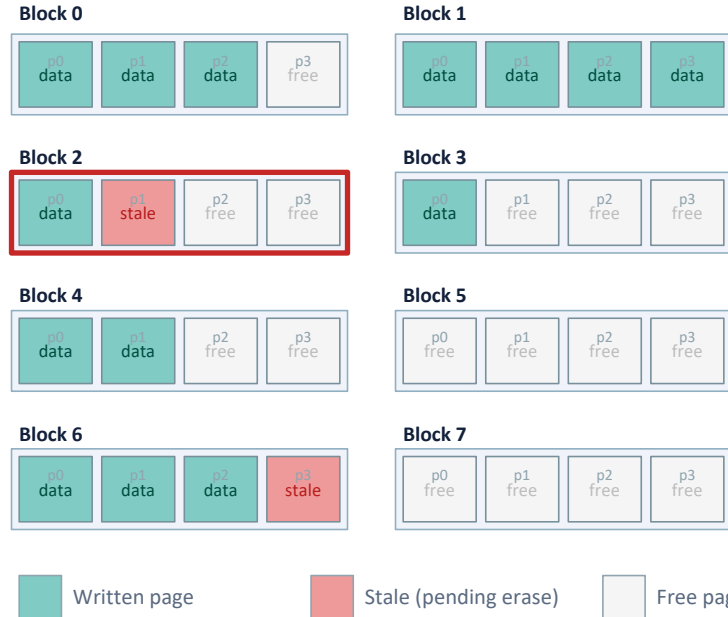 Block 0
Block 1
p0 p1 p2 p3 p0 p1 p2 p3
data data data free data data data data
Block 2
Block 3
p0 p1 p2 p3 p0 p1 p2 p3
data stale free free data free free free
Block 4
Block 5
p0 p1 p2 p3 p0 p1 p2 p3
data data free free free free free free
Block 6
Block 7
p0 p1 p2 p3 p0 p1 p2 p3
data data data stale free free free free
Written page
Stale (pending erase)
Free pag